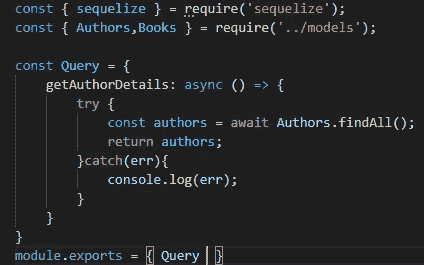 const { sequelize } = require('sequelize');
const { Authors,Books } = require('../models');

const Query = {
    getAuthorDetails: async () => {
        try {
            const authors = await Authors.findAll();
            return authors;
        }catch(err){
            console.log(err);
        }
    }
}
module.exports = { Query  }